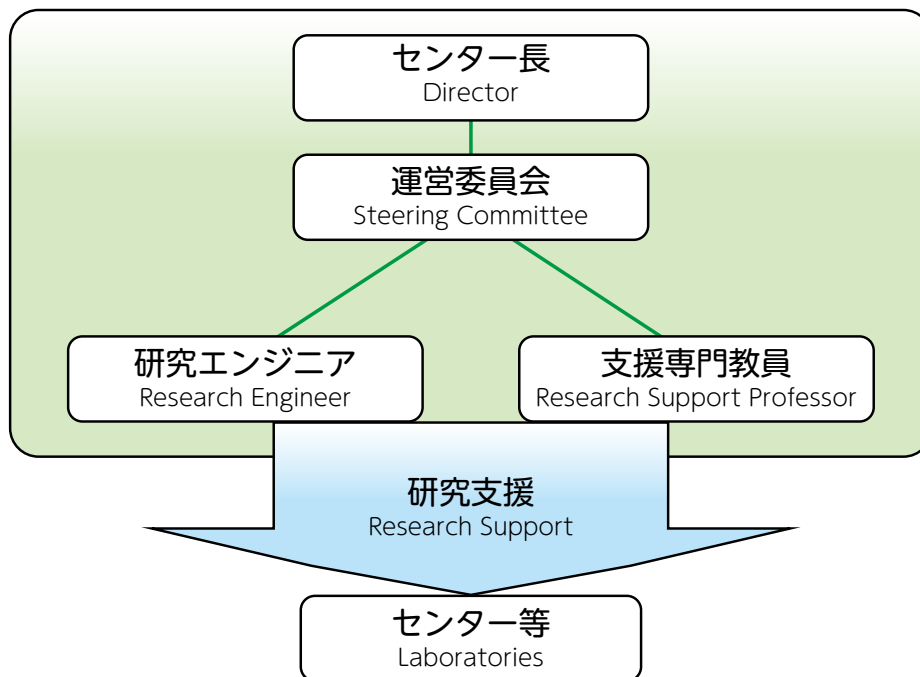 センター長
Director
運営委員会
Steering Committee
研究エンジニア
Research Engineer
支援専門教員
Research Support Professor
研究支援
Research Support
センター等
Laboratories